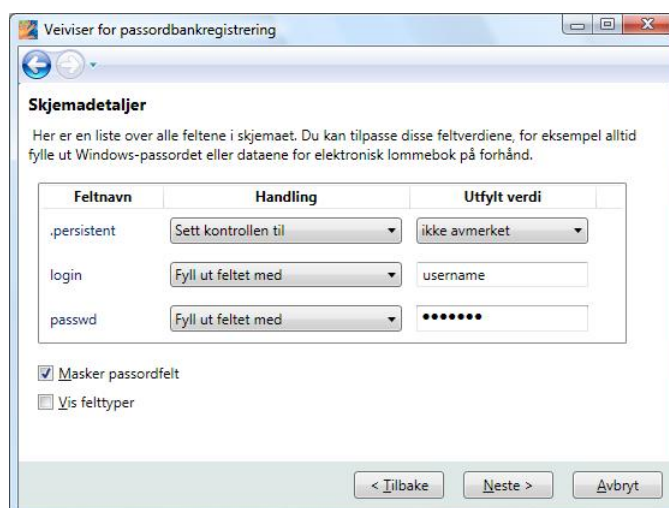 Veiviser for passordbankregistrering
Skjemadetaljer
Her er en liste over alle feltene i skjemaet. Du kan tilpasse disse feltverdiene, for eksempel alltid
fylle ut Windows-passordet eller dataene for elektronisk lommebok på forhånd.
Feltnavn Handling Utfylt verdi
.persistent Sett kontrollen til ikke avmerket
login Fyll ut feltet med username
passwd Fyll ut feltet med •••••••
Masker passordfelt
Vis felttyper
< Tilbake Neste > Avbryt